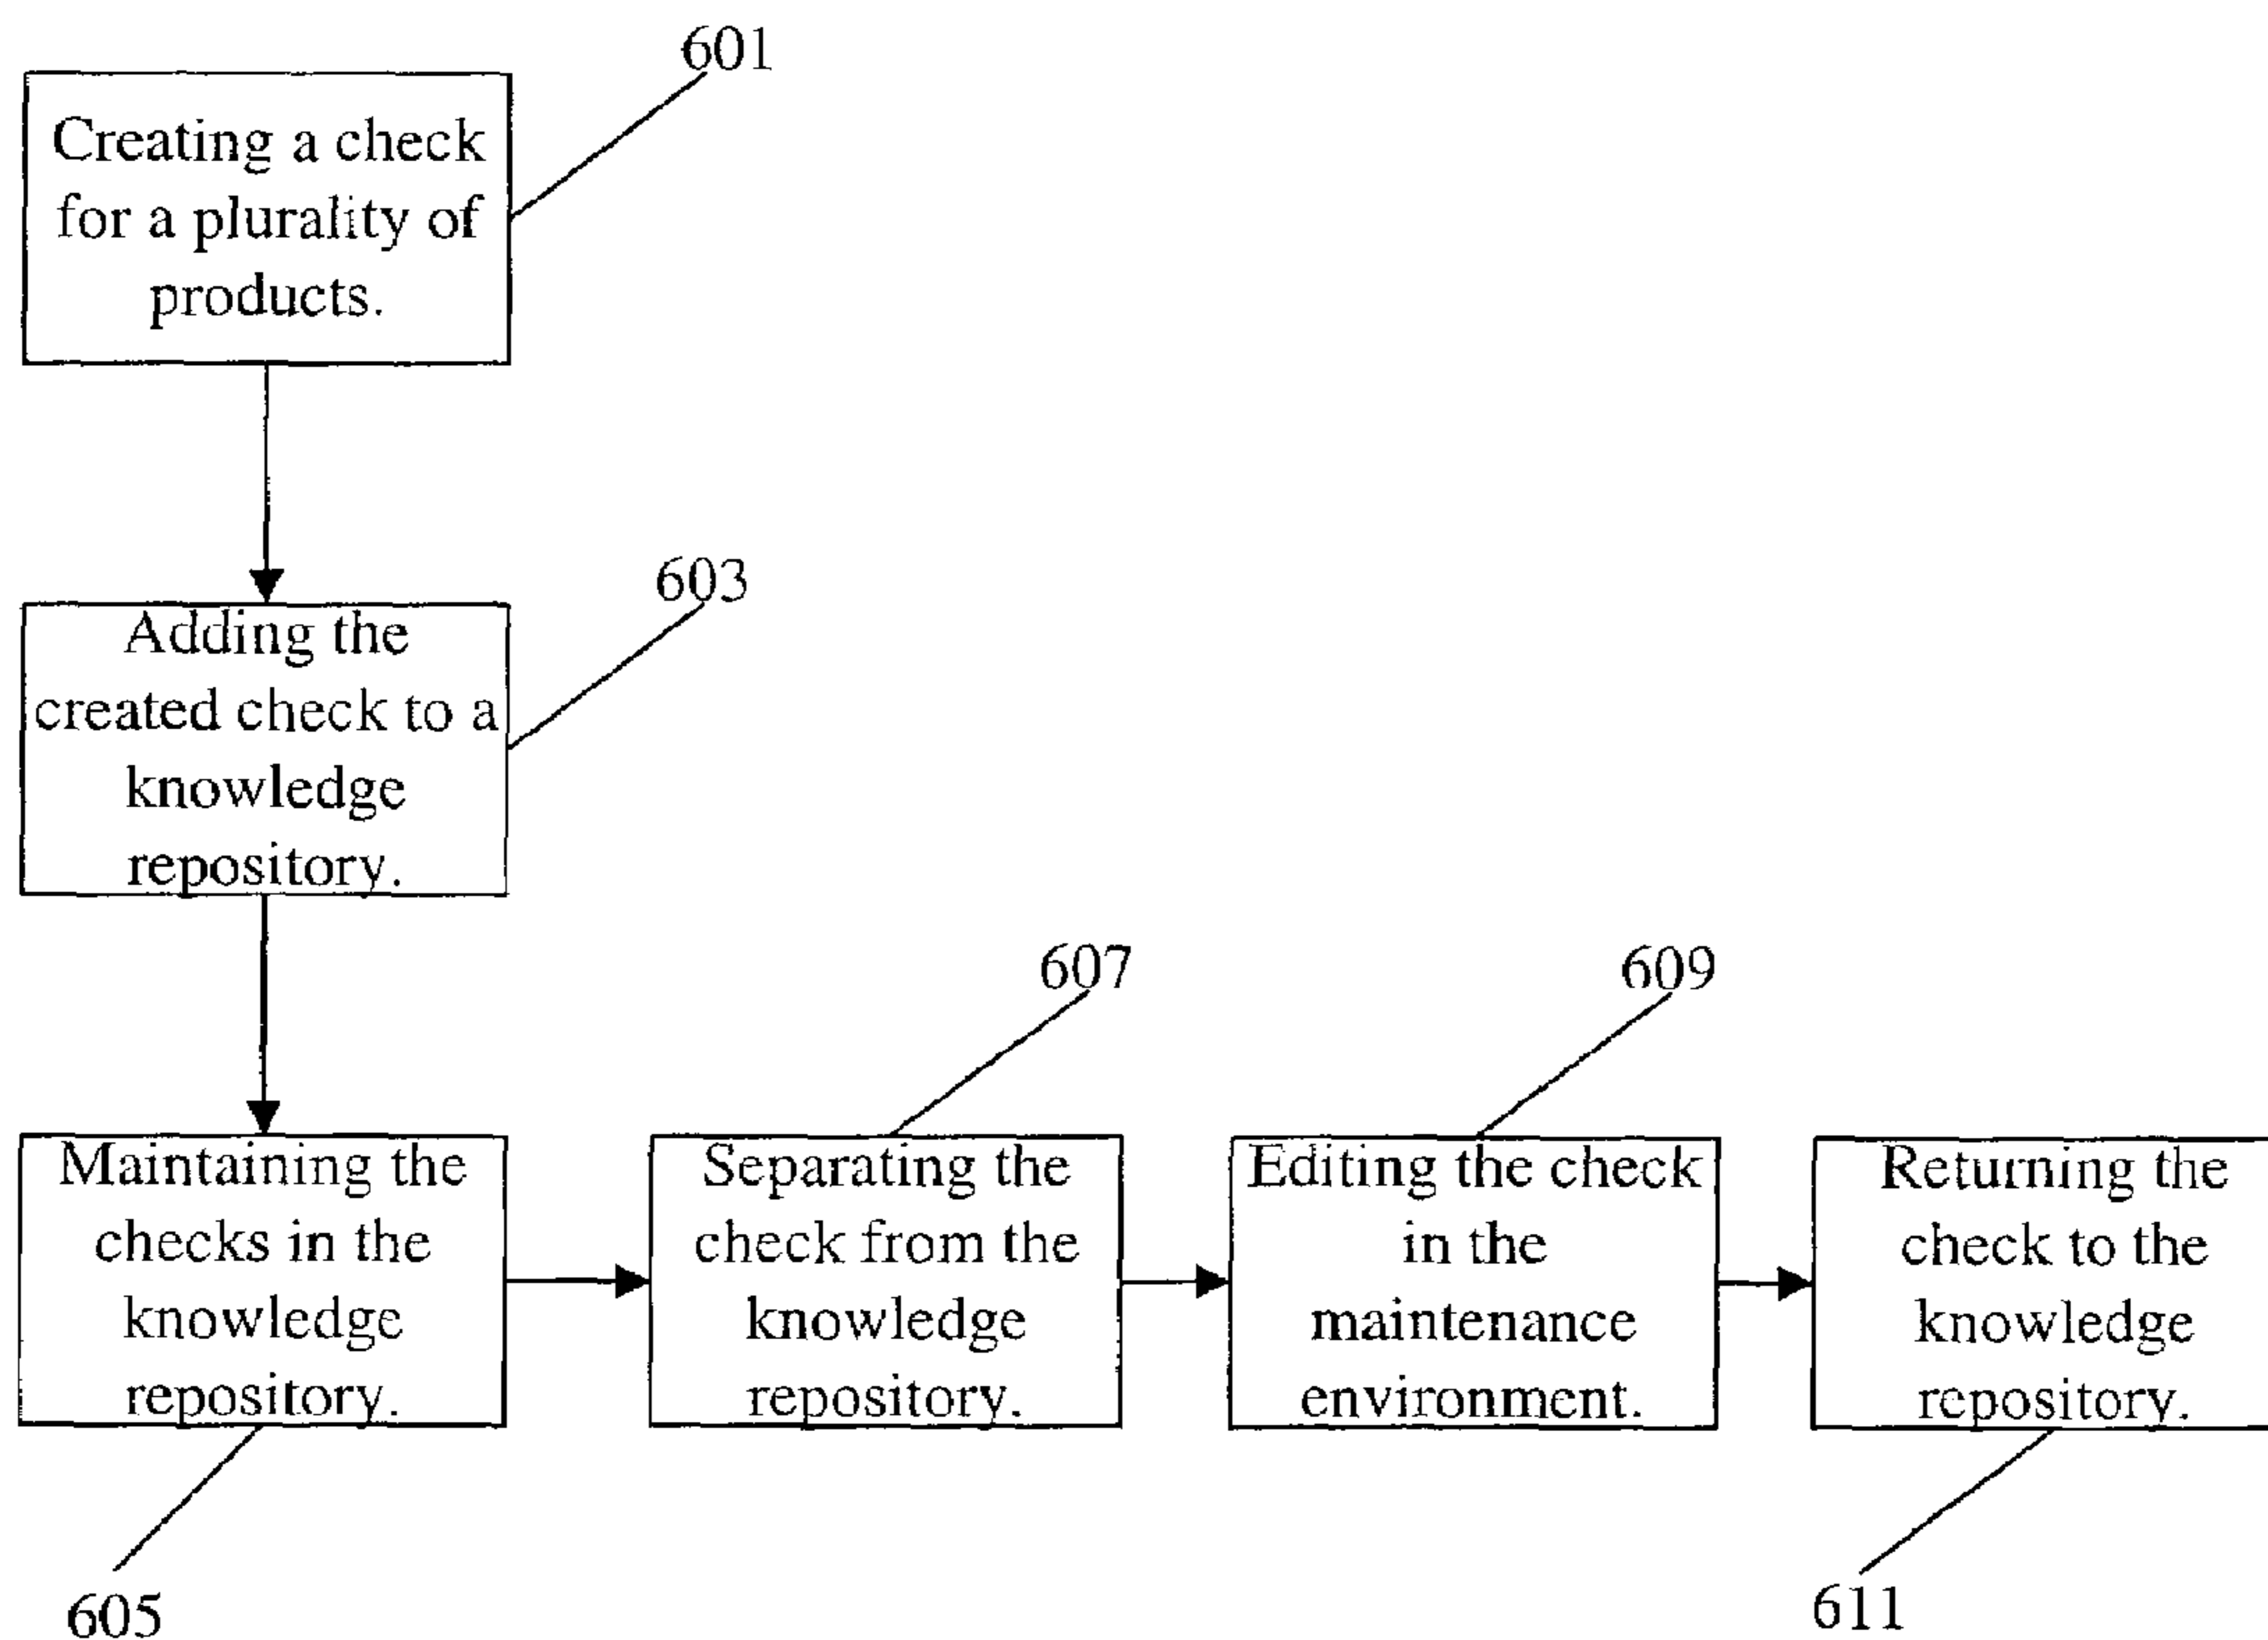 601
Creating a check
for a plurality of
products.
603
Adding the
created check to a
knowledge
repository.
607
609
Maintaining the
checks in the
knowledge
repository.
Separating the
check from the
knowledge
repository.
Editing the check
in the
maintenance
environment.
Returning the
check to the
knowledge
repository.
605
611